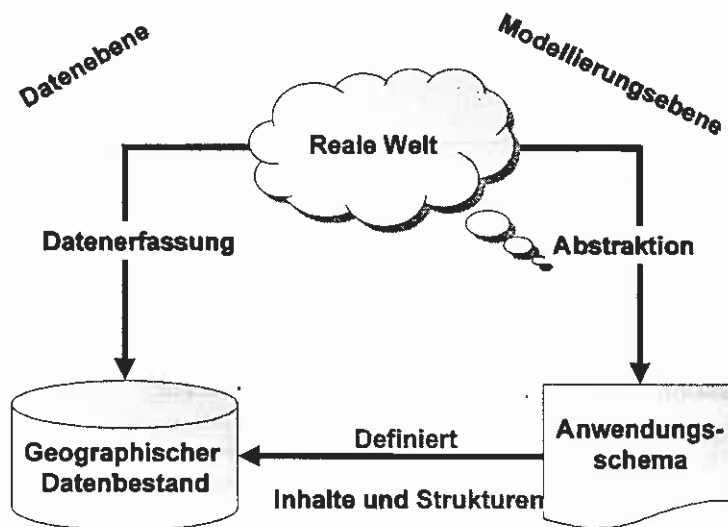 Datenebene
Modellierungsebene
Reale Welt
Datenerfassung
Abstraktion
Geographischer
Datenbestand
Definiert
Inhalte und Strukturen
Anwendungs-
schema